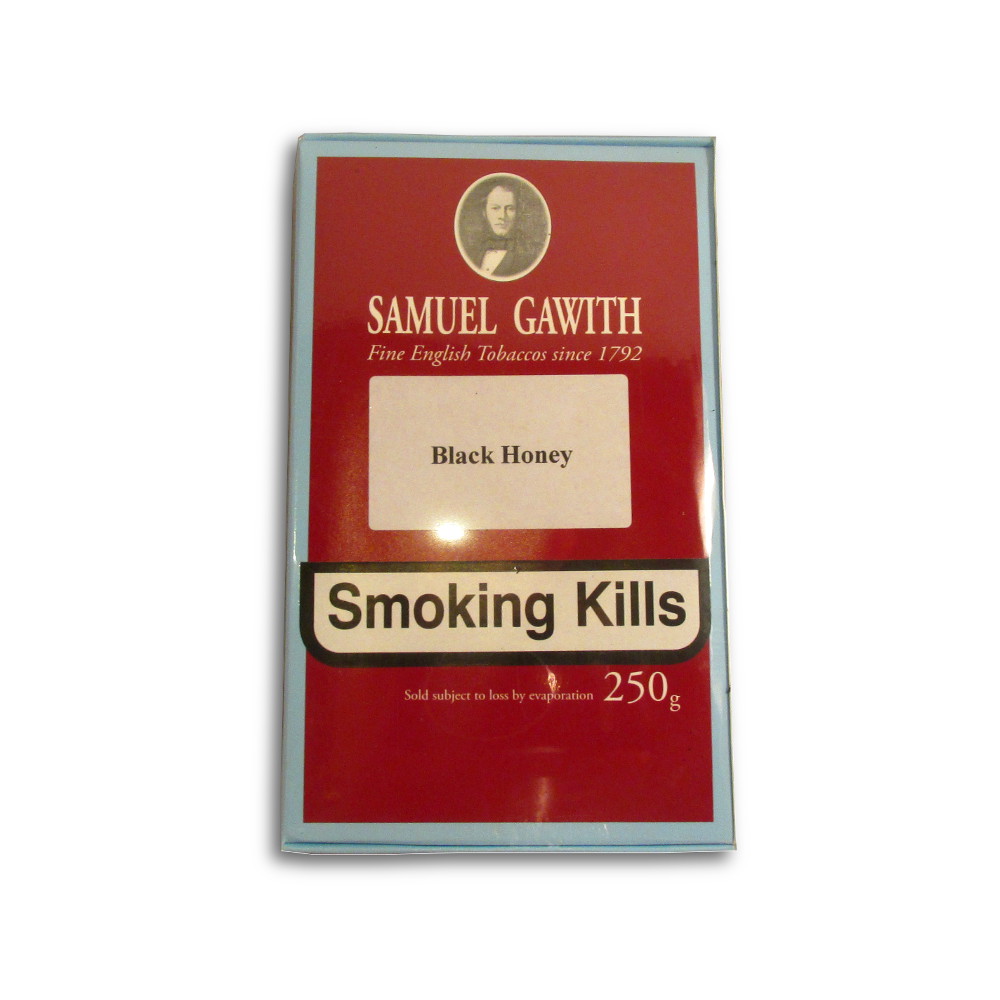 SAMUEL GAWITH
Fine English Tobaccos since 1792
Black Honey
Smoking Kills
Sold subject to loss by evaporation 250g